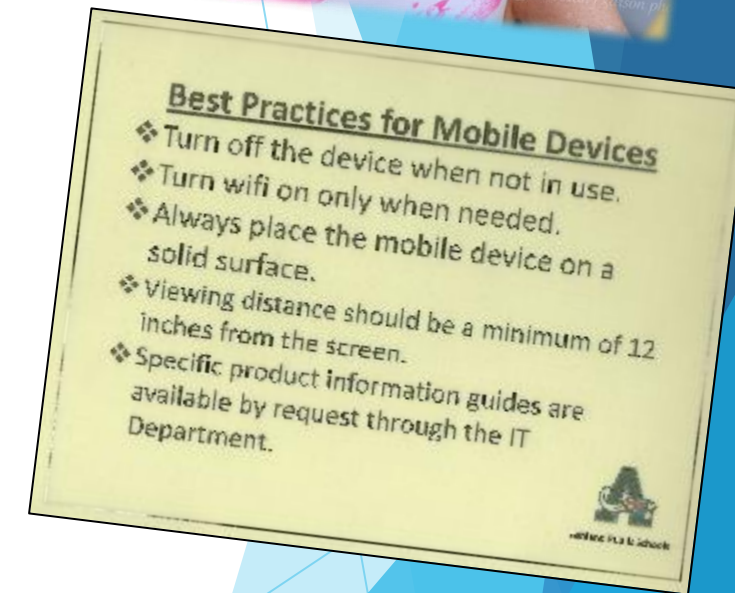 Best Practices for Mobile Devices
❖ Turn off the device when not in use.
❖ Turn wifi on only when needed.
❖ Always place the mobile device on a
solid surface.
❖ Viewing distance should be a minimum of 12
inches from the screen.
❖ Specific product information guides are
available by request through the IT
Department.
A
Public Schools